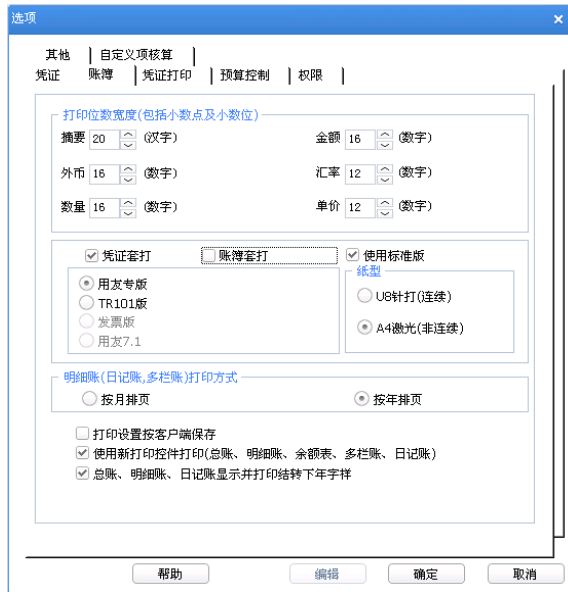 选项
其他 自定义项核算
凭证 账簿 凭证打印 预算控制 权限
打印位数宽度(包括小数点及小数位)
摘要 20 (汉字) 金额 16 (数字)
外币 16 (数字) 汇率 12 (数字)
数量 16 (数字) 单价 12 (数字)
凭证套打 账簿套打 使用标准版
纸型
用友专版
U8针打(连续)
TR101版
发票版
A4激光(非连续)
用友7.1
明细账(日记账,多栏账)打印方式
按月排页 按年排页
打印设置按客户端保存
使用新打印控件打印(总账、明细账、余额表、多栏账、日记账)
总账、明细账、日记账显示并打印结转下年字样
帮助 编辑 确定 取消